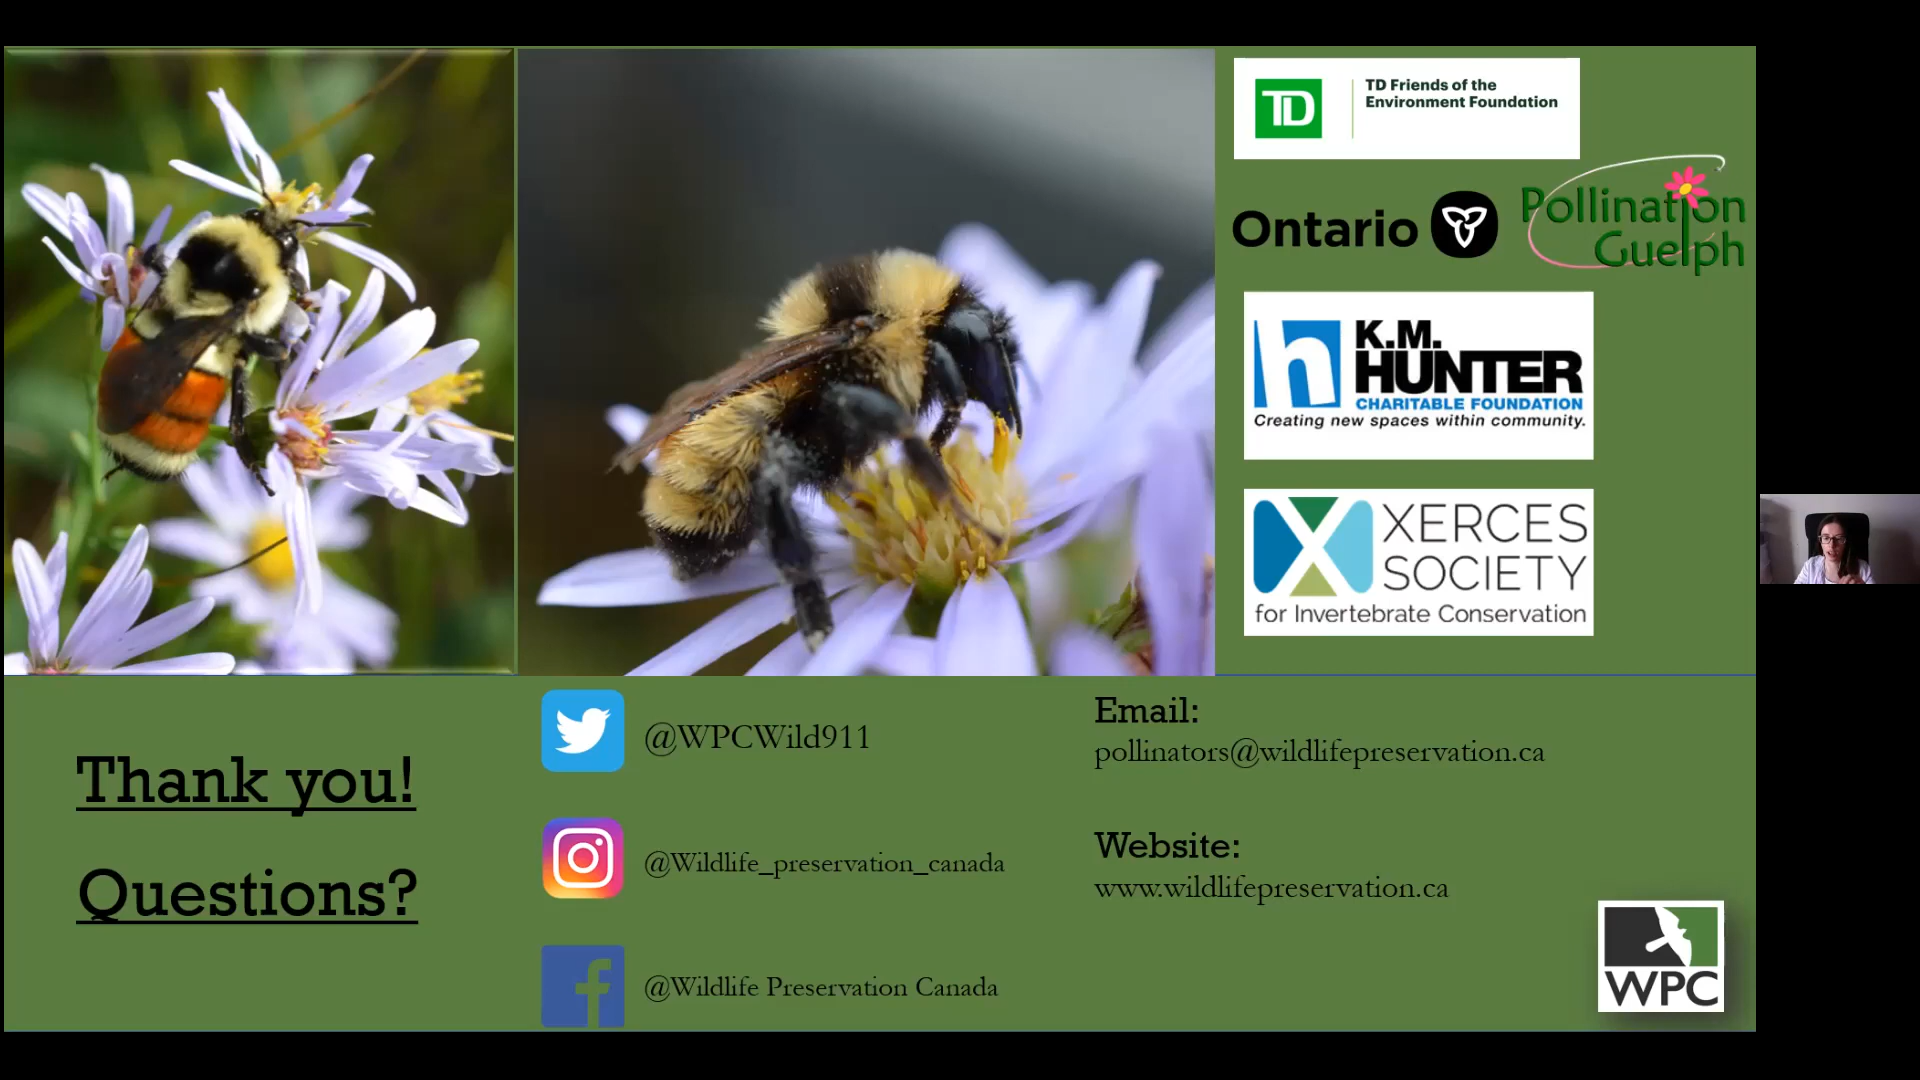 TD
TD Friends of the
Environment Foundation
Ontario
Pollination
Guelph
h
K.M.
HUNTER
CHARITABLE FOUNDATION
Creating new spaces within community.
XERCES
SOCIETY
for Invertebrate Conservation
Thank you!
Questions?
@WPCWild911
@Wildlife_preservation_canada
@Wildlife Preservation Canada
Email:
pollinators@wildlifepreservation.ca
Website:
www.wildlifepreservation.ca
WPC